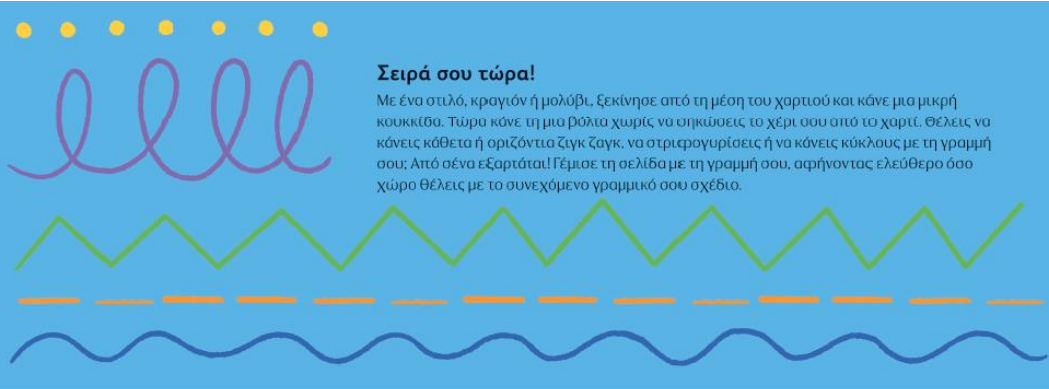 Σειρά σου τώρα!
Με ένα στιλό, κραγιόν ή μολύβι, ξεκίνησε από τη μέση του χαρτιού και κάνε μια μικρή
κουκκίδα. Τώρα κάνε τη μια βόλτα χωρίς να σηκώσεις το χέρι σου από το χαρτί. Θέλεις να
κάνεις κάθετα ή οριζόντια ζιγκ ζαγκ, να στριφογυρίσεις ή να κάνεις κύκλους με τη γραμμή
σου; Από σένα εξαρτάται! Γέμισε τη σελίδα με τη γραμμή σου, αφήνοντας ελεύθερο όσο
χώρο θέλεις με το συνεχόμενο γραμμικό σου σχέδιο.